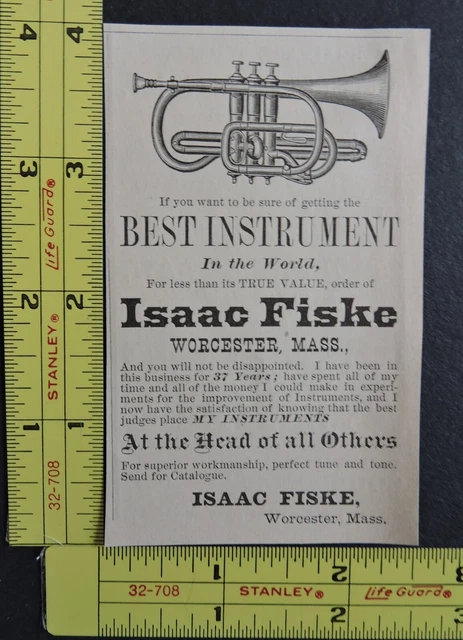 If you want to be sure of getting the
BEST INSTRUMENT
In the World,
For less than its TRUE VALUE, order of
Isaac Fiske
WORCESTER, MASS.,
And you will not be disappointed. I have been in
this business for 37 Years; have spent all of my
time and all of the money I could make in experi-
ments for the improvement of Instruments, and I
now have the satisfaction of knowing that the best
judges place MY INSTRUMENTS
At the Head of all Others
For superior workmanship, perfect tune and tone.
Send for Catalogue.
ISAAC FISKE,
Worcester, Mass.
4 4
3 3
Life Guard®
2 2
STANLEY®
1 1
32-708
1 2
32-708 STANLEY® Life Guard®
1 2